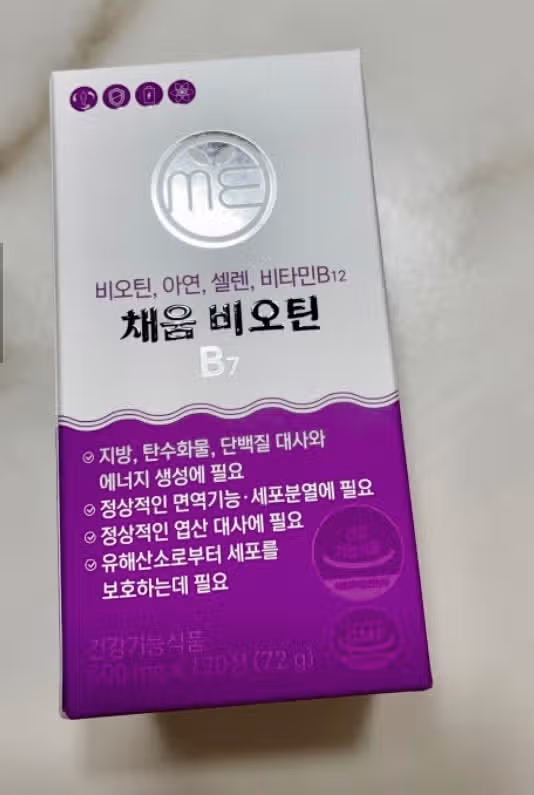 me
비오틴, 아연, 셀렌, 비타민B12
채움 비오틴
B7
지방, 탄수화물, 단백질 대사와
에너지 생성에 필요
정상적인 면역기능·세포분열에 필요
정상적인 엽산 대사에 필요
유해산소로부터 세포를
보호하는데 필요
건강기능식품
(72 g)